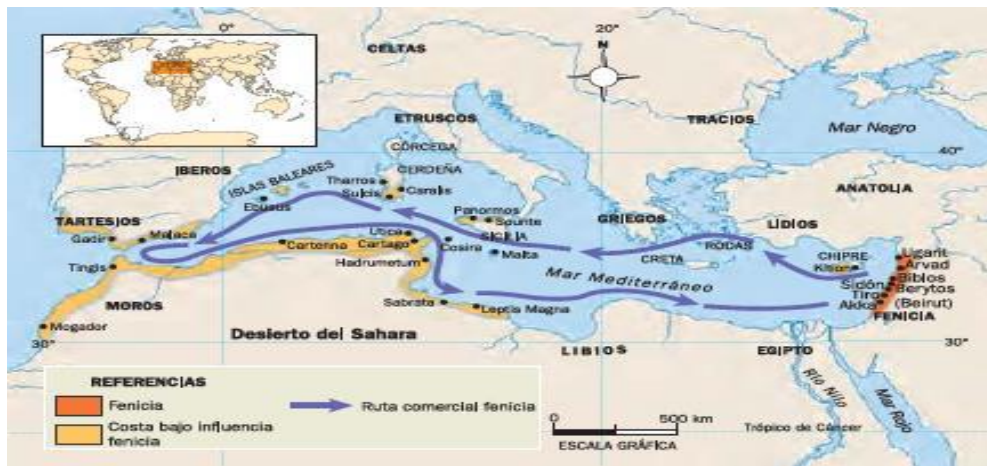 0°
20°
N
CELTAS
ETRUSCOS
TRACIOS
Mar Negro
CÓRCEGA
40°
IBEROS
CERDEÑA
ISLAS BALEARES
Tharros
Sulcis
Caralis
ANATOLIA
Ebusus
Panormos
TARTESJOS
GRIEGOS
LÍDIOS
Gadir
Malaca
Utica
SICILIA
RODAS
Ugarit
Cartenna
Cartago
Cosira
Malta
CRETA
CHIPRE
Arvad
Tingis
Hadrumetum
Kition
Biblos
Mar Mediterráneo
Sidón
Berytos
MOROS
Tiro
(Beirut)
Sabrata
Leptis Magna
Akko
FENICIA
Mogador
Desierto del Sahara
30°
30°
LIBIOS
EGIPTO
REFERENCIAS
Fenicia
Ruta comercial fenicia
Costa bajo influencia
fenicia
0
500 km
ESCALA GRÁFICA
Río Nilo
Mar Rojo
Trópico de Cáncer